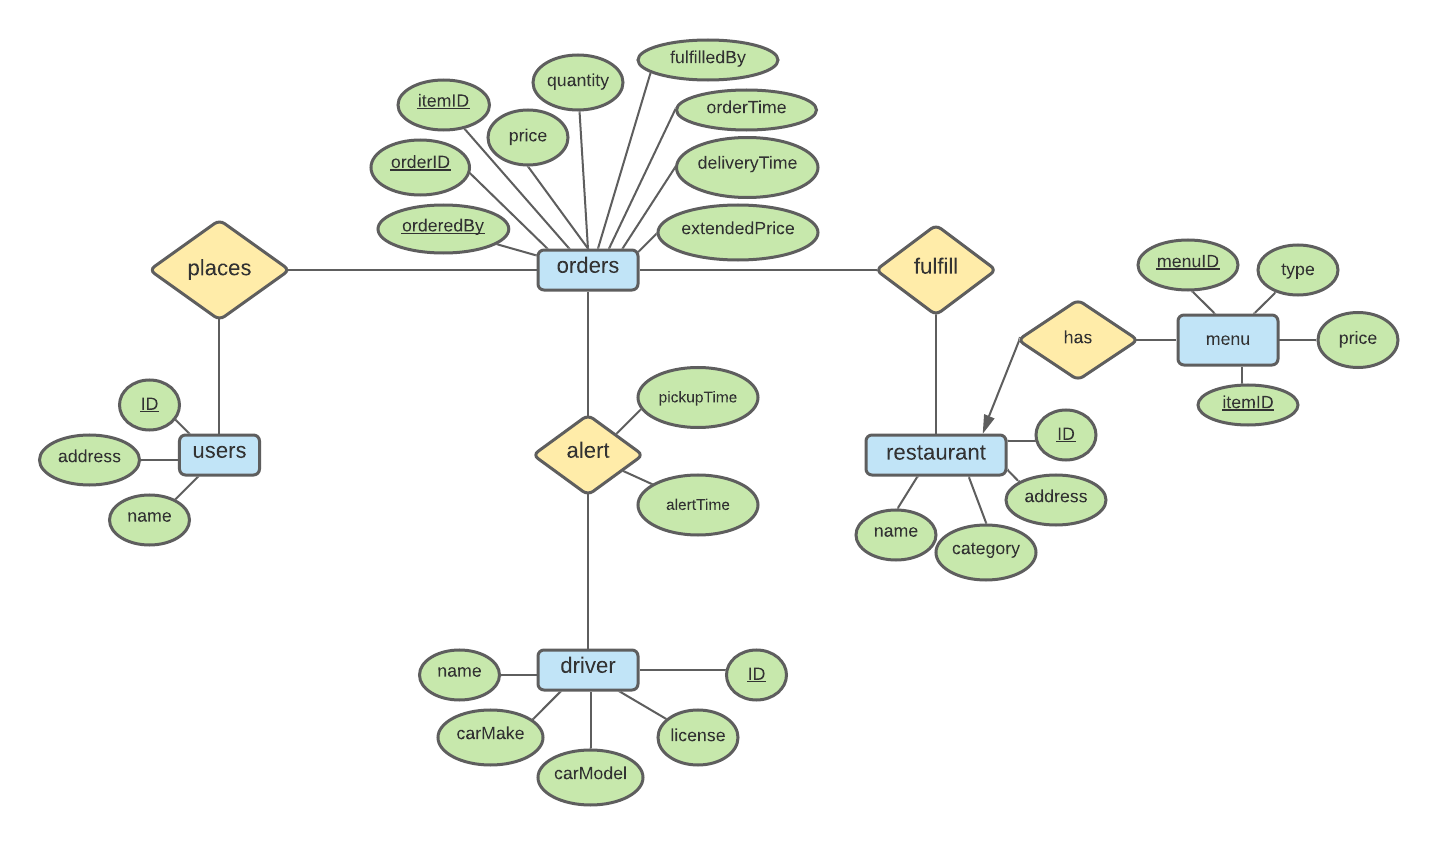 fulfilledBy
quantity
itemID
orderTime
price
orderID
deliveryTime
orderedBy
extendedPrice
places
orders
fulfill
menuID
type
has
menu
price
itemID
pickupTime
ID
users
address
name
alert
alertTime
restaurant
ID
address
name
category
name
driver
ID
carMake
license
carModel